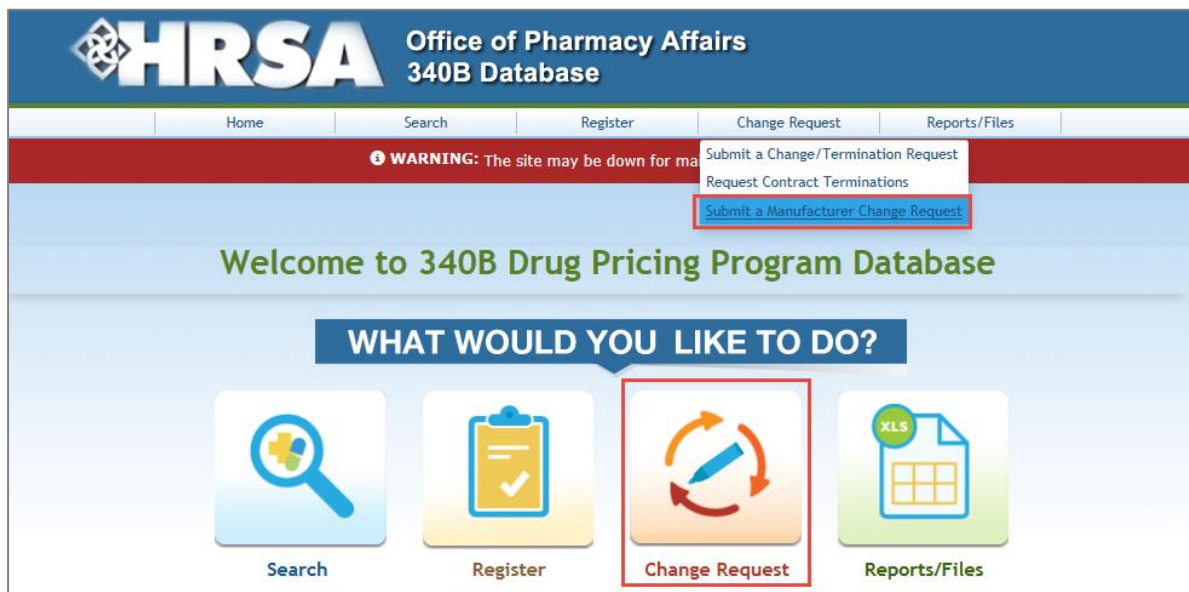 HRSA Office of Pharmacy Affairs
340B Database
Home Search Register Change Request Reports/Files
WARNING: The site may be down for ma
Submit a Change/Termination Request
Request Contract Terminations
Submit a Manufacturer Change Request
Welcome to 340B Drug Pricing Program Database
WHAT WOULD YOU LIKE TO DO?
XLS
Search Register Change Request Reports/Files